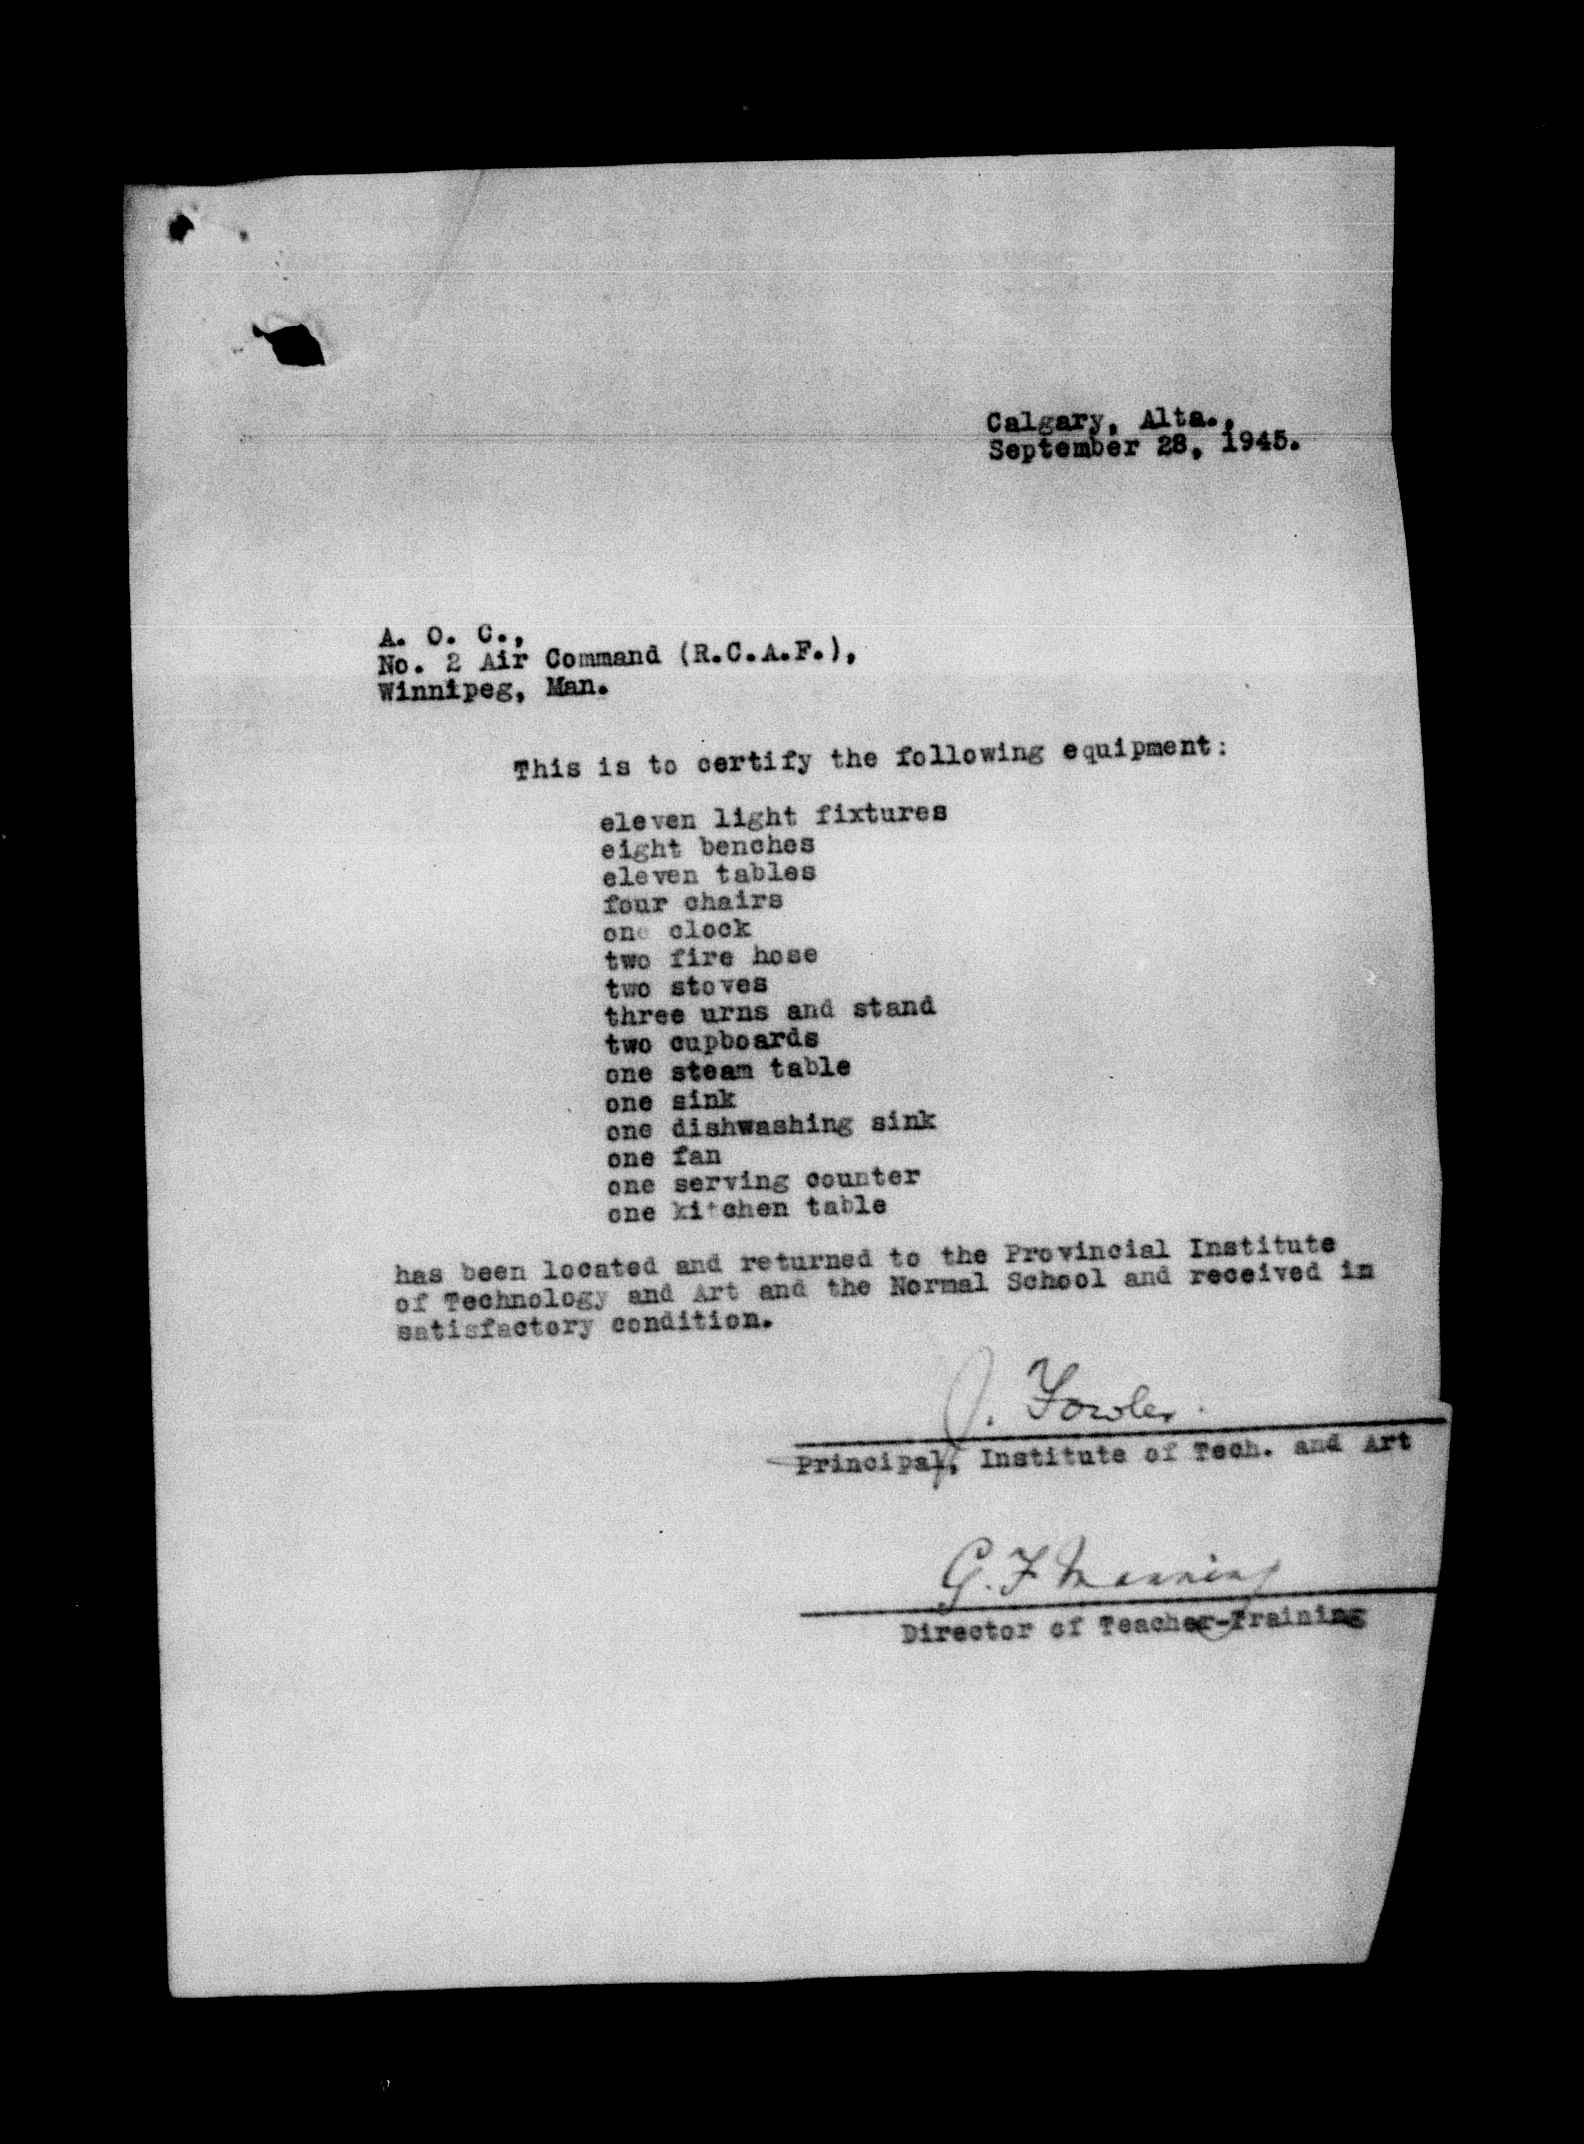 Calgary, Alta.,
September 28, 1945.
A. O. C.,
No. 2 Air Command (R.C.A.F.),
Winnipeg, Man.
This is to certify the following equipment:
eleven light fixtures
eight benches
eleven tables
four chairs
one clock
two fire hose
two stoves
three urns and stand
two cupboards
one steam table
one sink
one dishwashing sink
one fan
one serving counter
one kitchen table
has been located and returned to the Provincial Institute
of Technology and Art and the Normal School and received in
satisfactory condition.
J. Fowler.
Principal, Institute of Tech. and Art
G. F Manning
Director of Teacher-Training